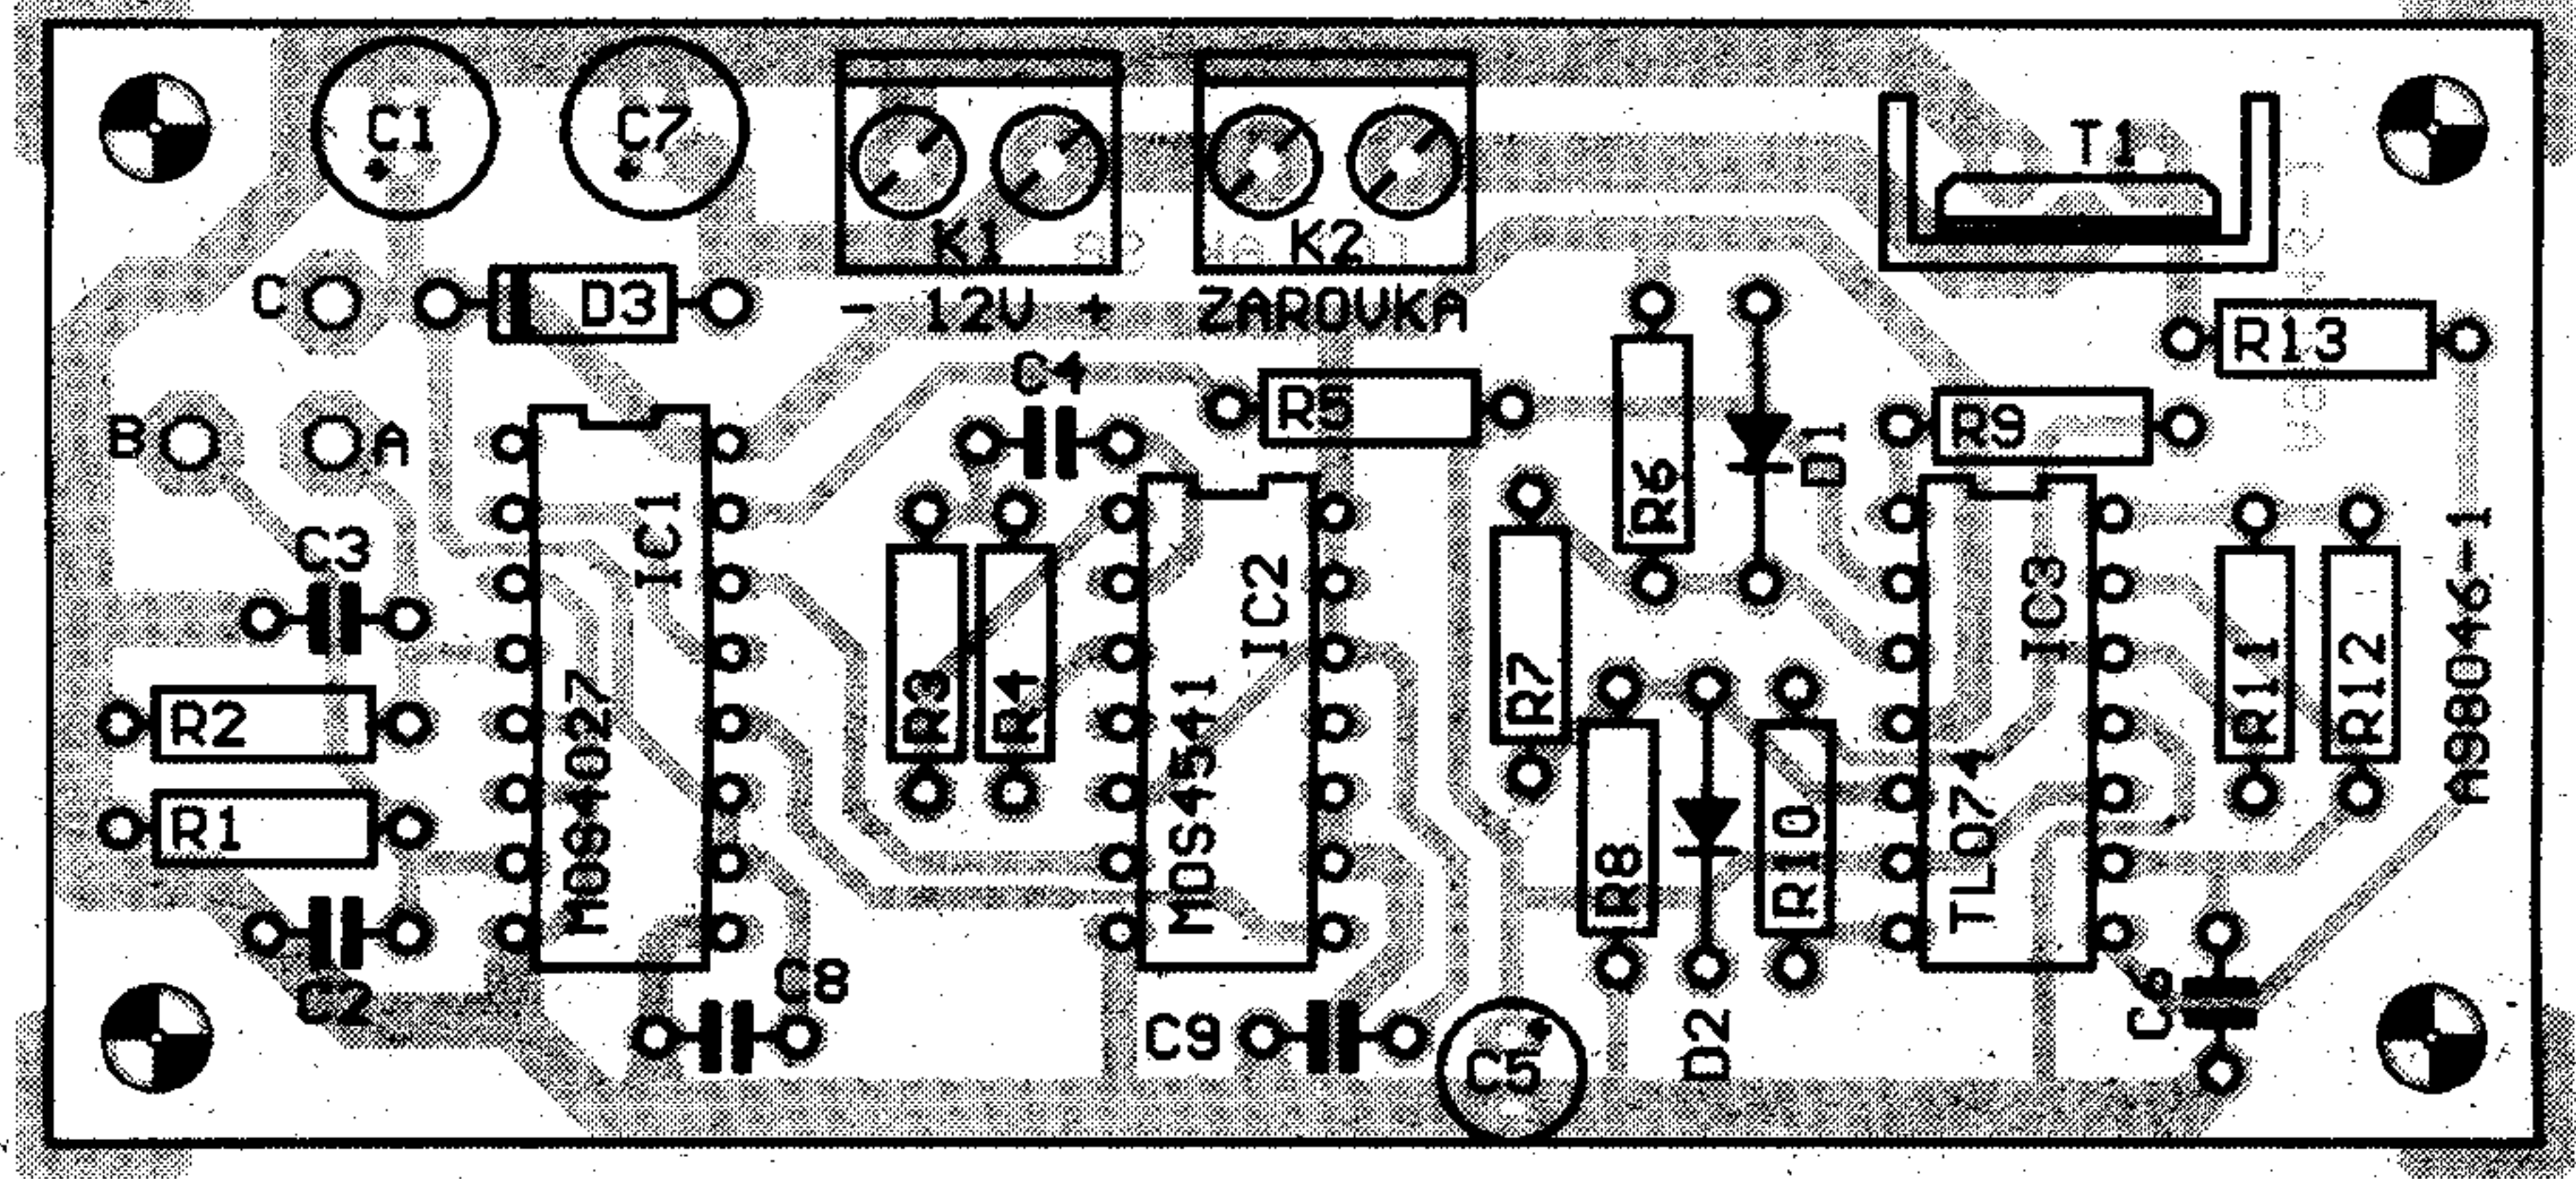 C1
C7
K1
K2
T1
C
D3
- 12V +
ZAROVKA
R13
C4
R5
R9
B
A
R6
D1
IC1
C3
IC2
IC3
R2
R3
R4
R7
R11
R12
A98046-1
R1
MOS4027
MOS4541
R8
R10
TL074
C2
C8
C9
C5
D2
C6